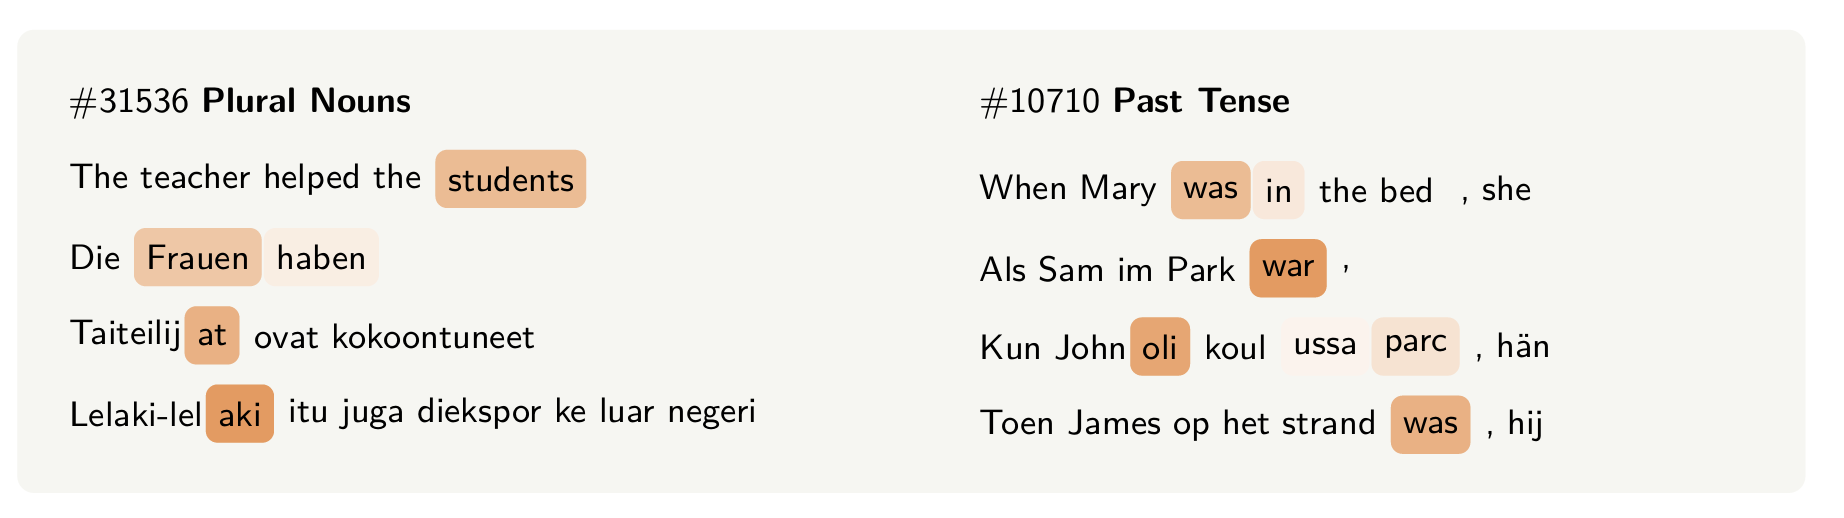 #31536 Plural Nouns
The teacher helped the students
Die Frauen haben
Taiteilijat ovat kokoontuneet
Lelaki-lelaki itu juga diekspor ke luar negeri
#10710 Past Tense
When Mary was in the bed , she
Als Sam im Park war ,
Kun John oli koul ussa parc , hän
Toen James op het strand was , hij